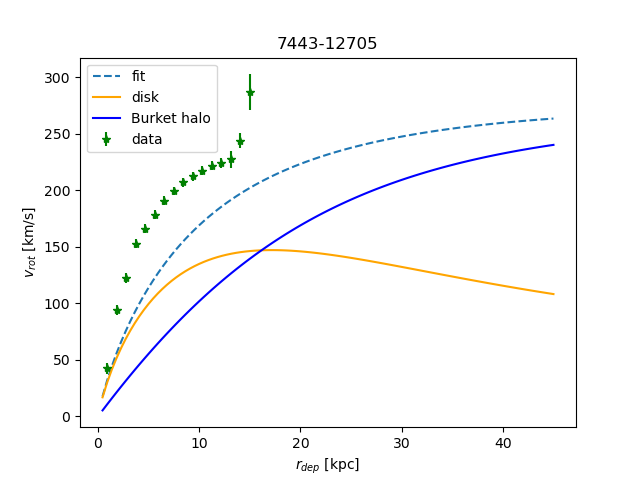 7443-12705
fit
disk
Burket halo
data
300
250
200
150
100
50
0
v_rot [km/s]
0 10 20 30 40
r_dep [kpc]